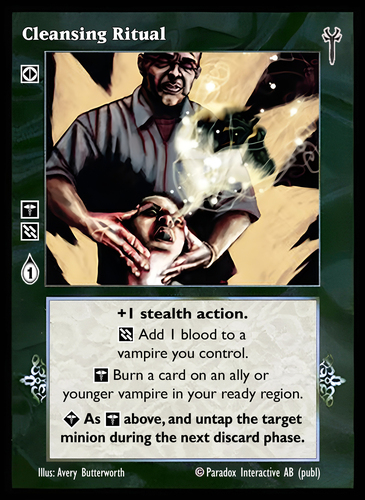 Cleansing Ritual
1
+1 stealth action.
Add 1 blood to a
vampire you control.
Burn a card on an ally or
younger vampire in your ready region.
As above, and untap the target
minion during the next discard phase.
Illus: Avery Butterworth
© Paradox Interactive AB (publ)